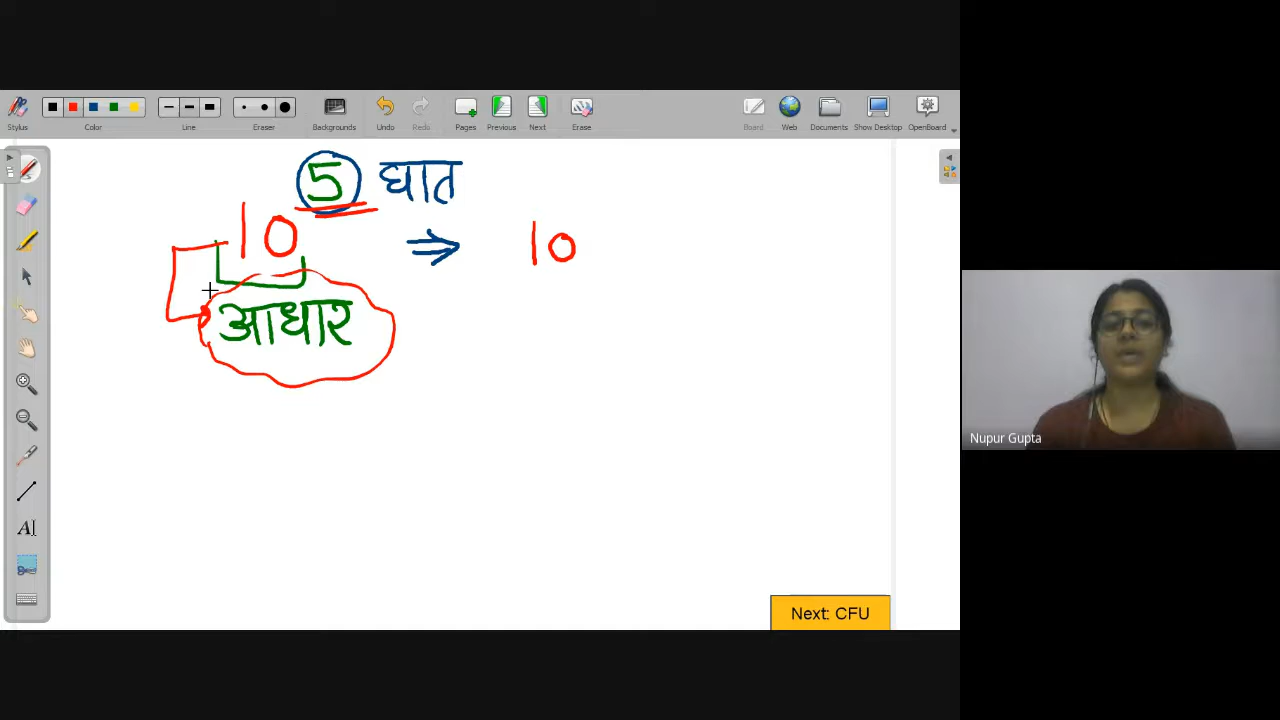 Stylus Color Line Eraser Backgrounds Undo Redo Pages Previous Next Erase Board Web Documents Show Desktop OpenBoard
5 घात
10 ⇒ 10
आधार
A
Nupur Gupta
Next: CFU